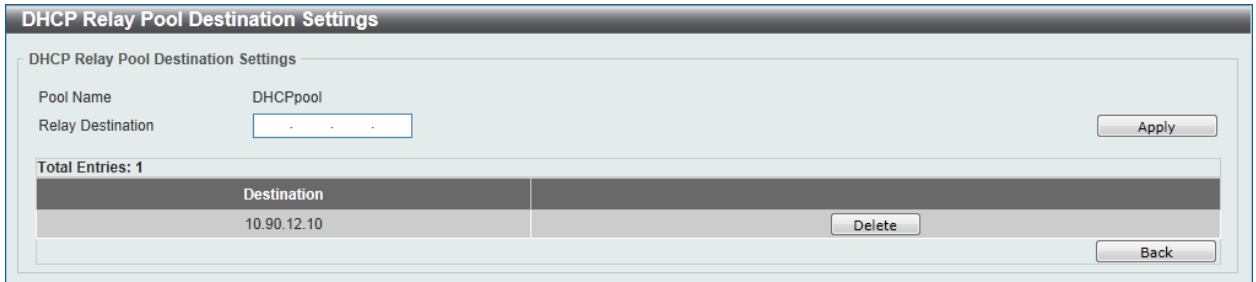 DHCP Relay Pool Destination Settings
DHCP Relay Pool Destination Settings
Pool Name DHCPpool
Relay Destination . . . Apply
Total Entries: 1
Destination
10.90.12.10 Delete
Back